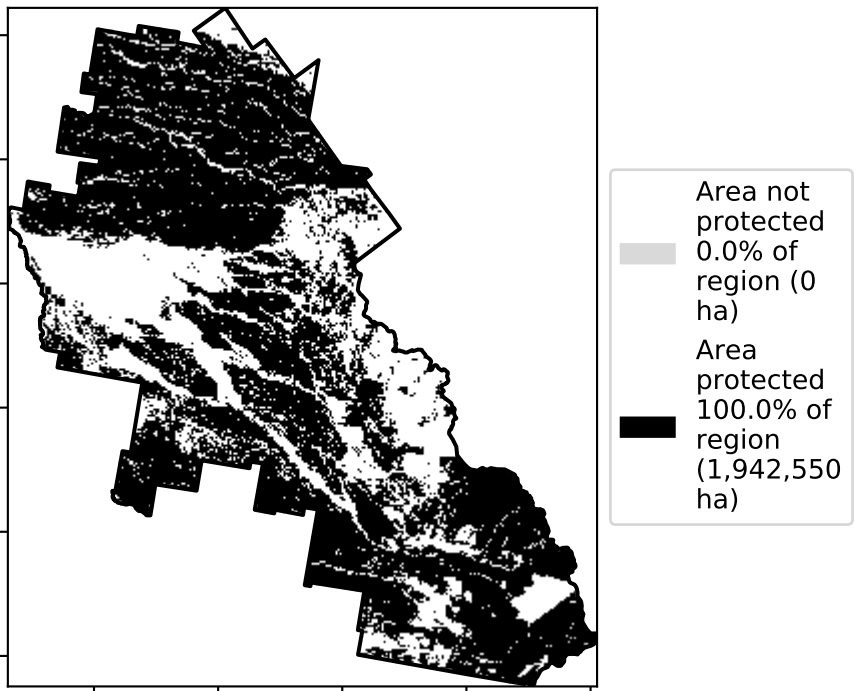 Area not
protected
0.0% of
region (0
ha)
Area
protected
100.0% of
region
(1,942,550
ha)